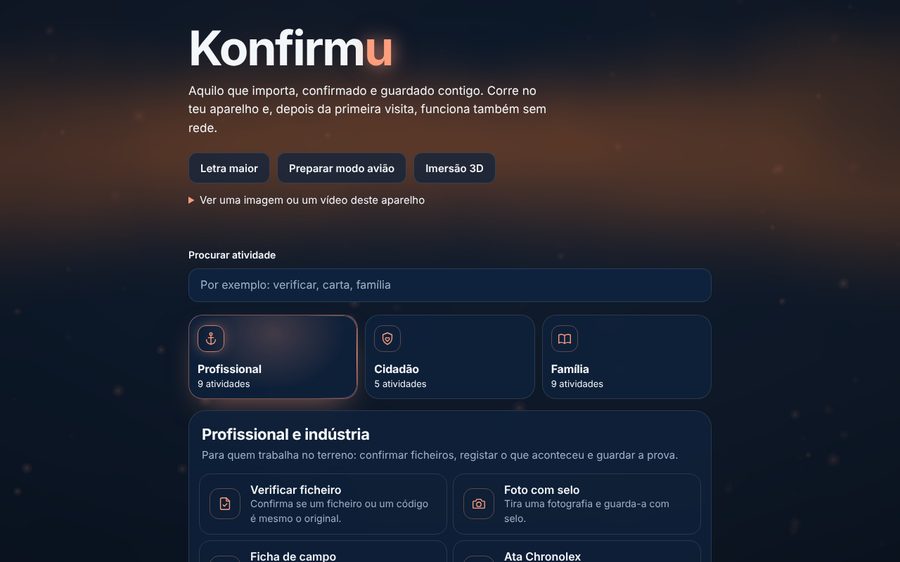 Konfirmu
Aquilo que importa, confirmado e guardado contigo. Corre no
teu aparelho e, depois da primeira visita, funciona também sem
rede.
Letra maior
Preparar modo avião
Imersão 3D
Ver uma imagem ou um vídeo deste aparelho
Procurar atividade
Por exemplo: verificar, carta, família
Profissional
9 atividades
Cidadão
5 atividades
Família
9 atividades
Profissional e indústria
Para quem trabalha no terreno: confirmar ficheiros, registar o que aconteceu e guardar a prova.
Verificar ficheiro
Confirma se um ficheiro ou um código
é mesmo o original.
Foto com selo
Tira uma fotografia e guarda-a com
selo.
Ficha de campo
Ata Chronolex